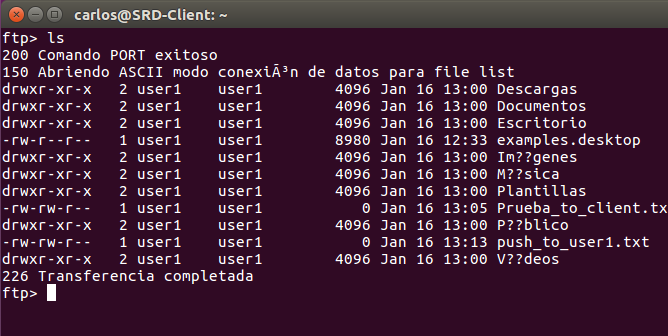 carlos@SRD-Client: ~
ftp> ls
200 Comando PORT exitoso
150 Abriendo ASCII modo conexiÃ³n de datos para file list
drwxr-xr-x   2 user1    user1        4096 Jan 16 13:00 Descargas
drwxr-xr-x   2 user1    user1        4096 Jan 16 13:00 Documentos
drwxr-xr-x   2 user1    user1        4096 Jan 16 13:00 Escritorio
-rw-r--r--   1 user1    user1        8980 Jan 16 12:33 examples.desktop
drwxr-xr-x   2 user1    user1        4096 Jan 16 13:00 Im??genes
drwxr-xr-x   2 user1    user1        4096 Jan 16 13:00 M??sica
drwxr-xr-x   2 user1    user1        4096 Jan 16 13:00 Plantillas
-rw-rw-r--   1 user1    user1           0 Jan 16 13:05 Prueba_to_client.tx
drwxr-xr-x   2 user1    user1        4096 Jan 16 13:00 P??blico
-rw-rw-r--   1 user1    user1           0 Jan 16 13:13 push_to_user1.txt
drwxr-xr-x   2 user1    user1        4096 Jan 16 13:00 V??deos
226 Transferencia completada
ftp>